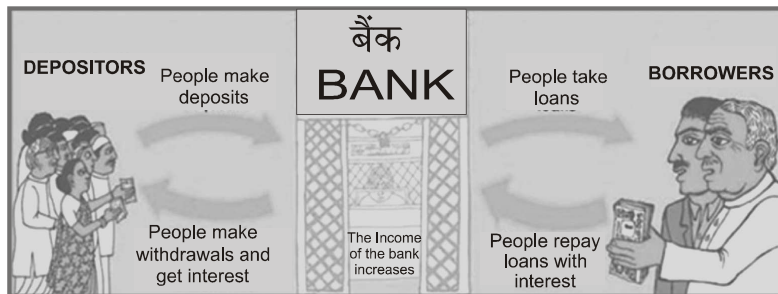 बैंक
BANK
DEPOSITORS
People make
deposits
People make
withdrawals and
get interest
The Income
of the bank
increases
People take
loans
BORROWERS
People repay
loans with
interest